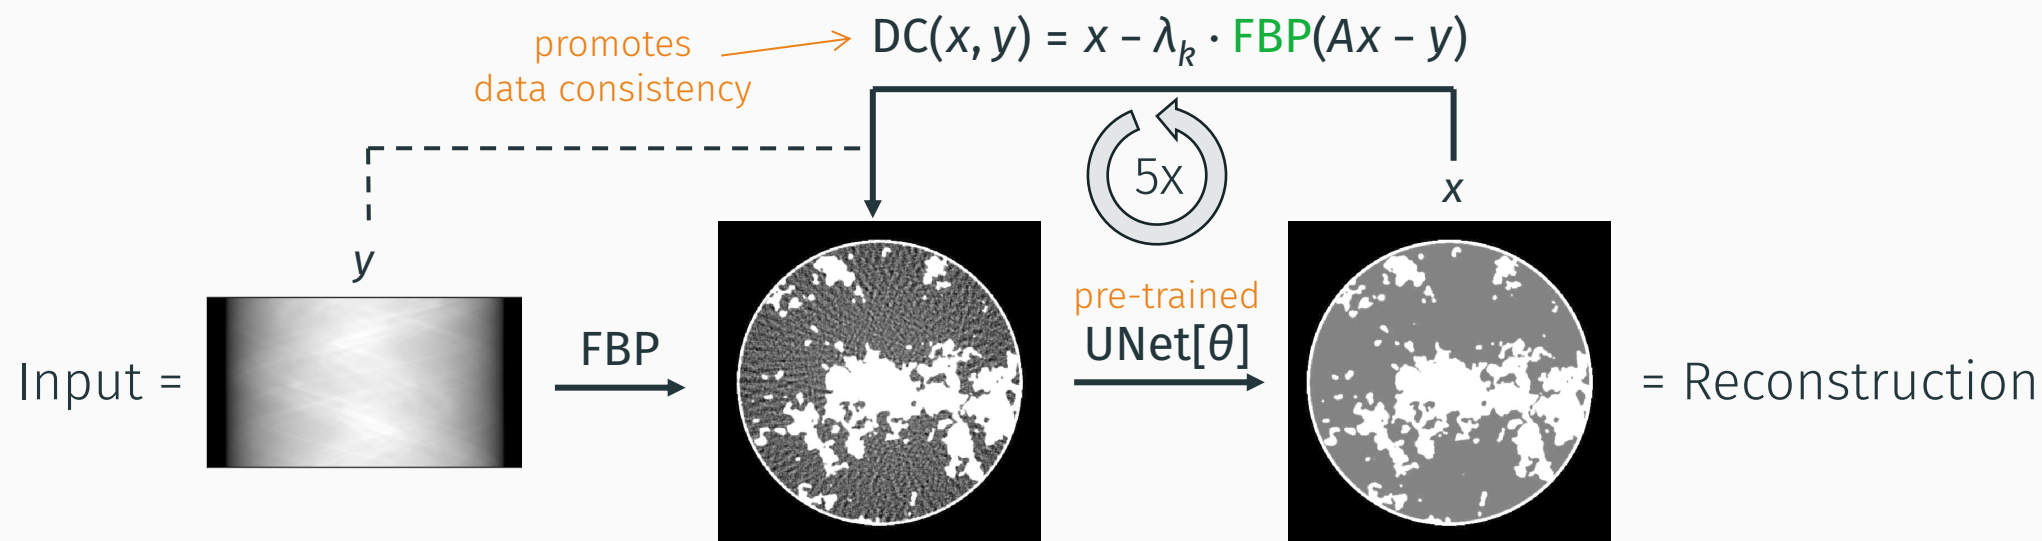 promotes
data consistency
DC(x, y) = x − λₖ · FBP(Ax − y)
5x
x
y
pre-trained
UNet[θ]
FBP
Input =
= Reconstruction